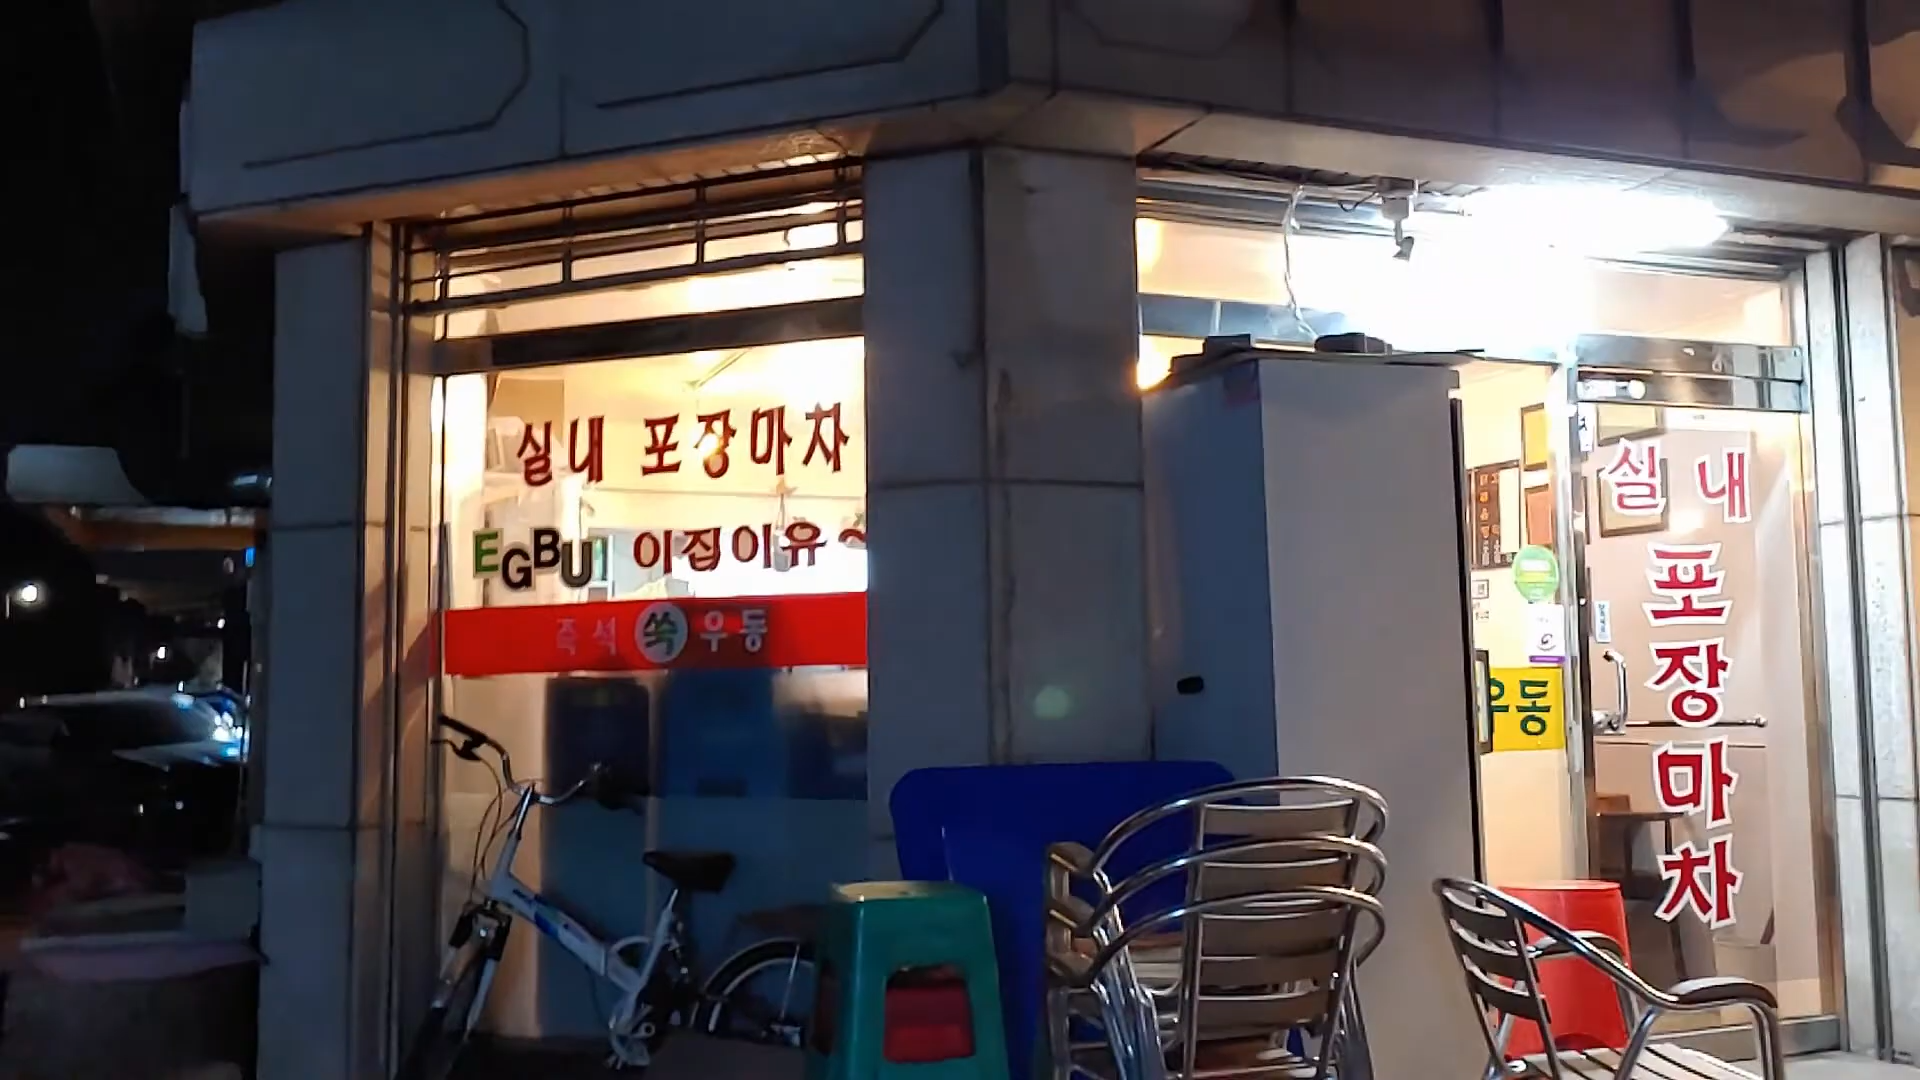 실내 포장마차
EGBU 이집이유~
즉석 쑥 우동
우동
실내
포장마차